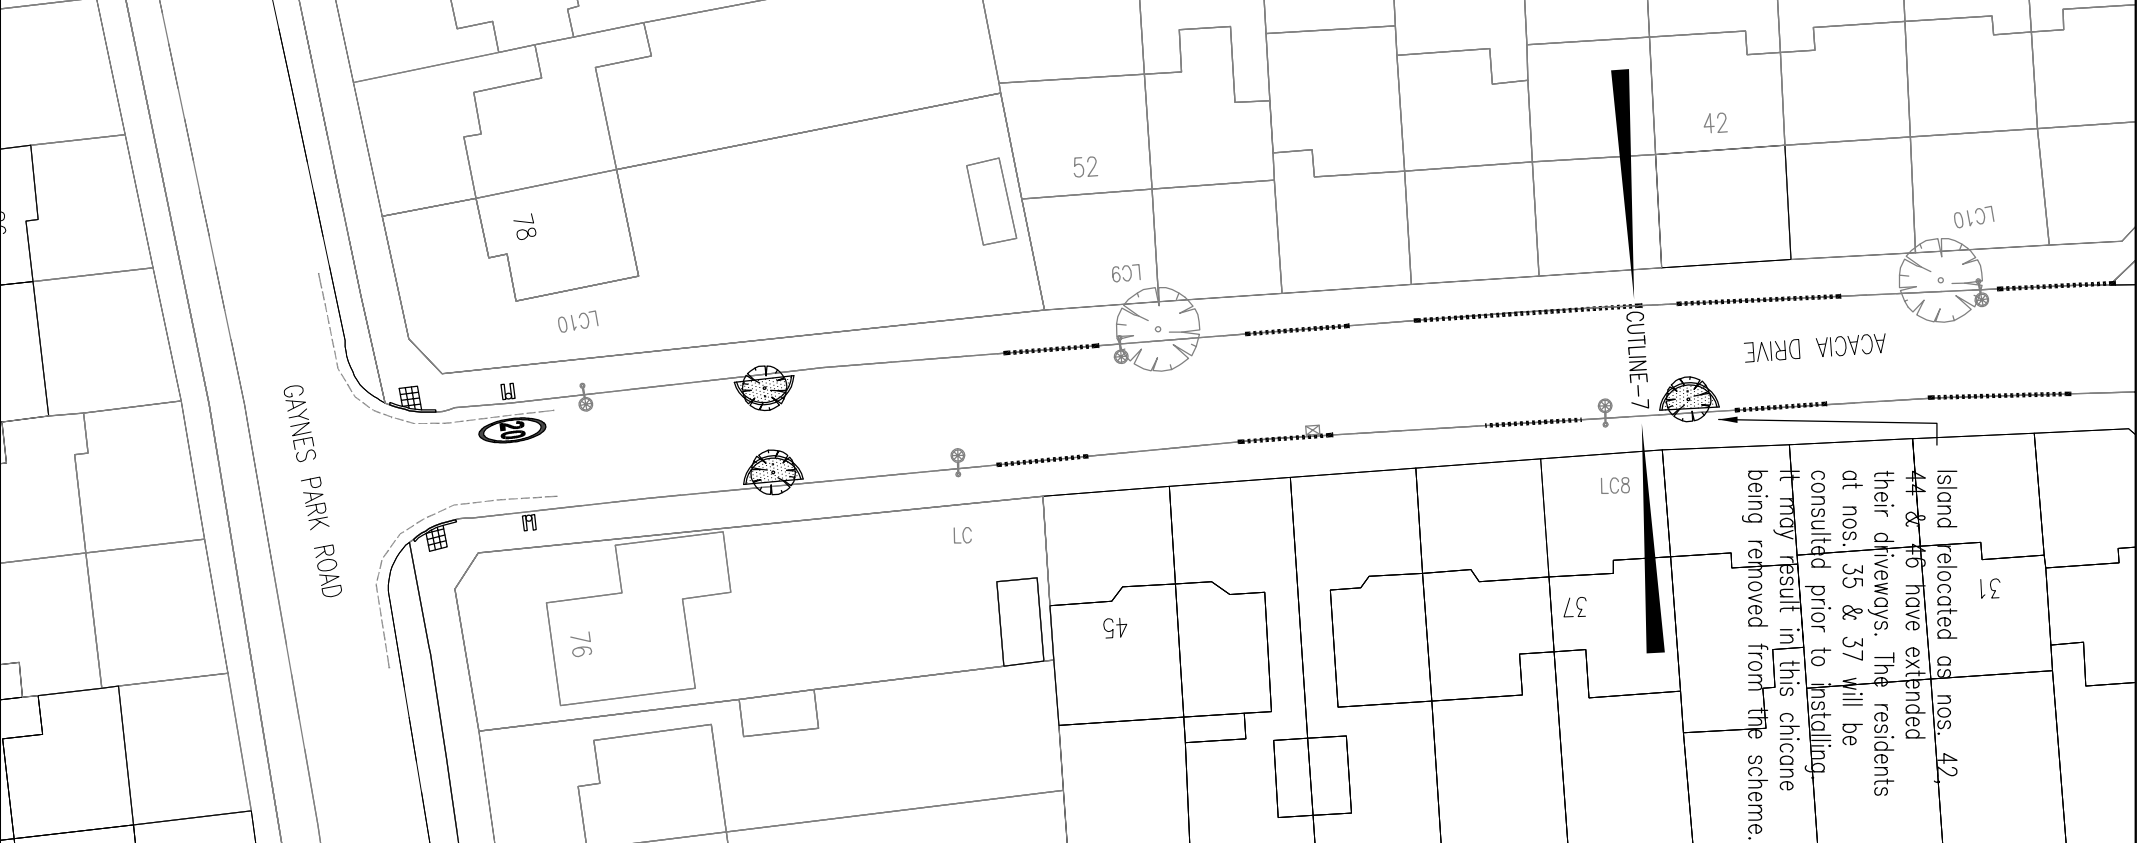 52
42
78
LC10
LC9
LC10
CUTLINE-7
ACACIA DRIVE
GAYNES PARK ROAD
20
LC
LC8
76
45
37
31
Island relocated as nos. 42,
44 & 46 have extended
their driveways. The residents
at nos. 35 & 37 will be
consulted prior to installing.
It may result in this chicane
being removed from the scheme.